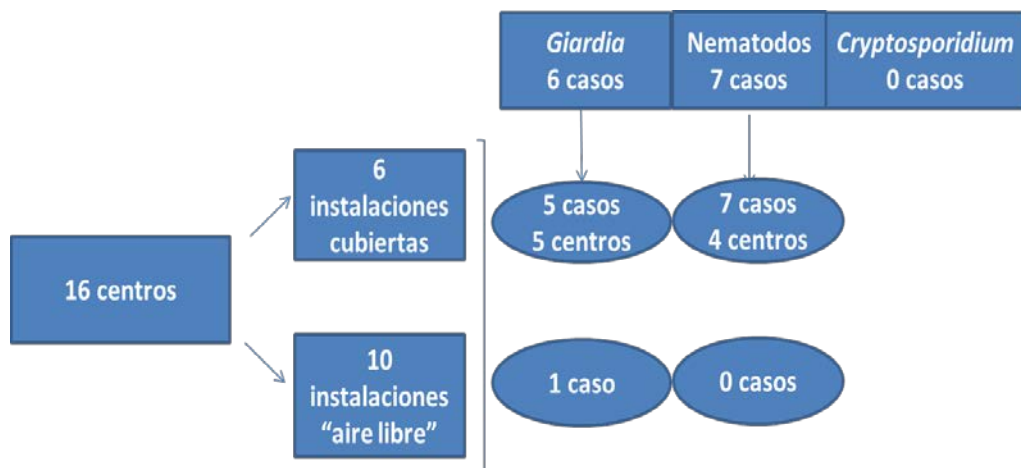 Giardia
6 casos
Nematodos
7 casos
Cryptosporidium
0 casos
16 centros
6
instalaciones
cubiertas
5 casos
5 centros
7 casos
4 centros
10
instalaciones
“aire libre”
1 caso
0 casos